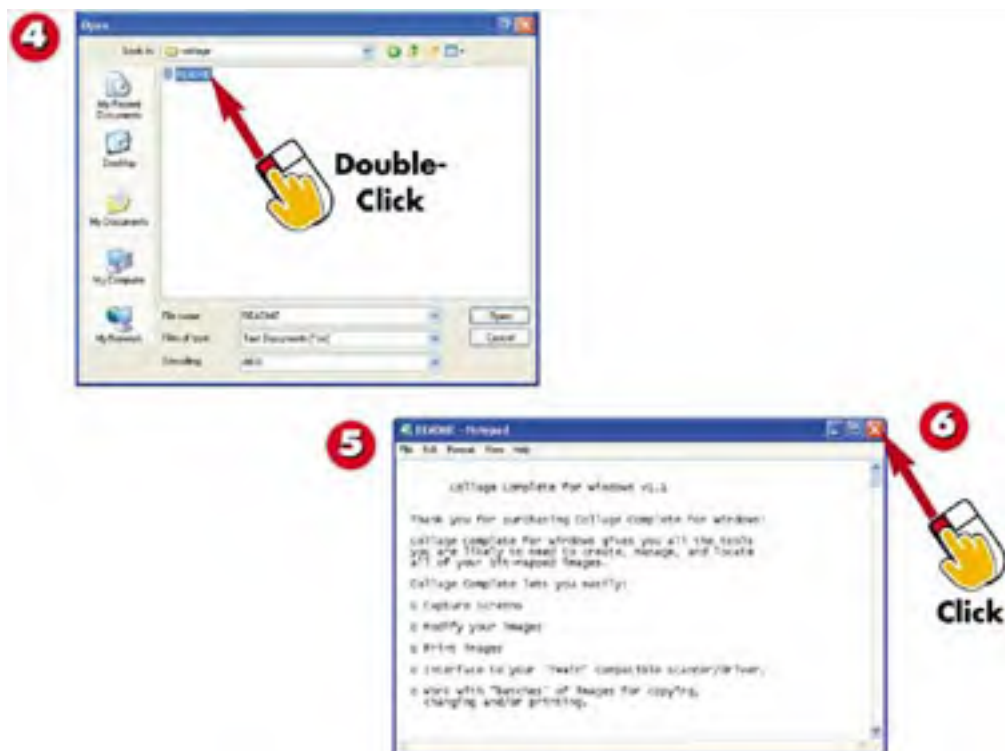 4
Open
Look in: collage
README
My Recent
Documents
Desktop
My Documents
My Computer
My Network
Double-
Click
File name: README Open
Files of type: Text Documents (*.txt) Cancel
Encoding: ANSI
5
README - Notepad
File Edit Format View Help
6
Collage Complete for Windows v1.1
Thank you for purchasing Collage Complete for Windows!
Collage Complete for Windows gives you all the tools
you are likely to need to create, manage, and locate
all of your bit-mapped images.
Collage Complete lets you easily:
o Capture screens
o Modify your images
o Print images
o Interface to your "Twain" compatible scanner/driver,
o Work with "batches" of images for copying,
changing and/or printing.
Click